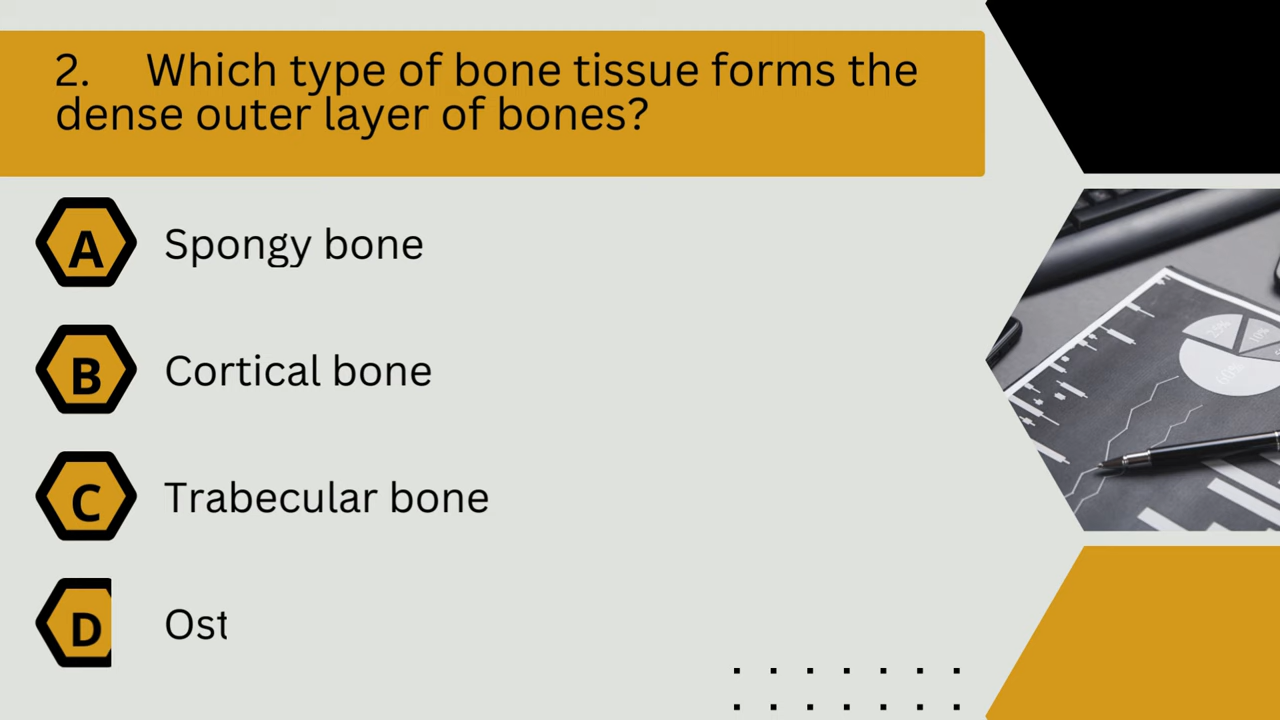 2. Which type of bone tissue forms the
dense outer layer of bones?
A Spongy bone
B Cortical bone
C Trabecular bone
D Ost